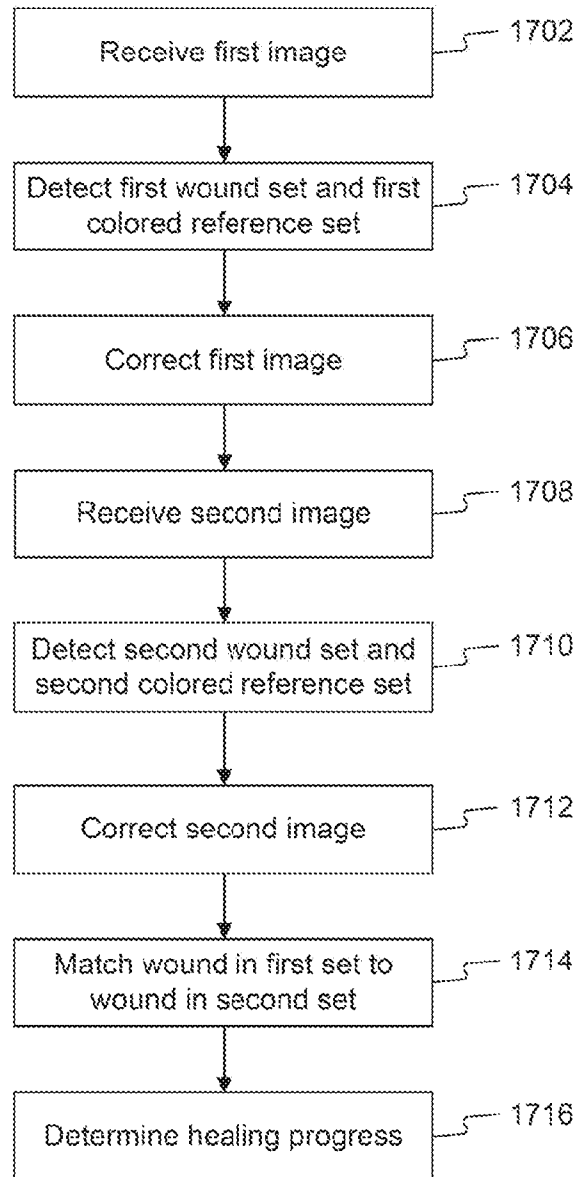 Receive first image
1702
Detect first wound set and first
colored reference set
1704
Correct first image
1706
Receive second image
1708
Detect second wound set and
second colored reference set
1710
Correct second image
1712
Match wound in first set to
wound in second set
1714
Determine healing progress
1716